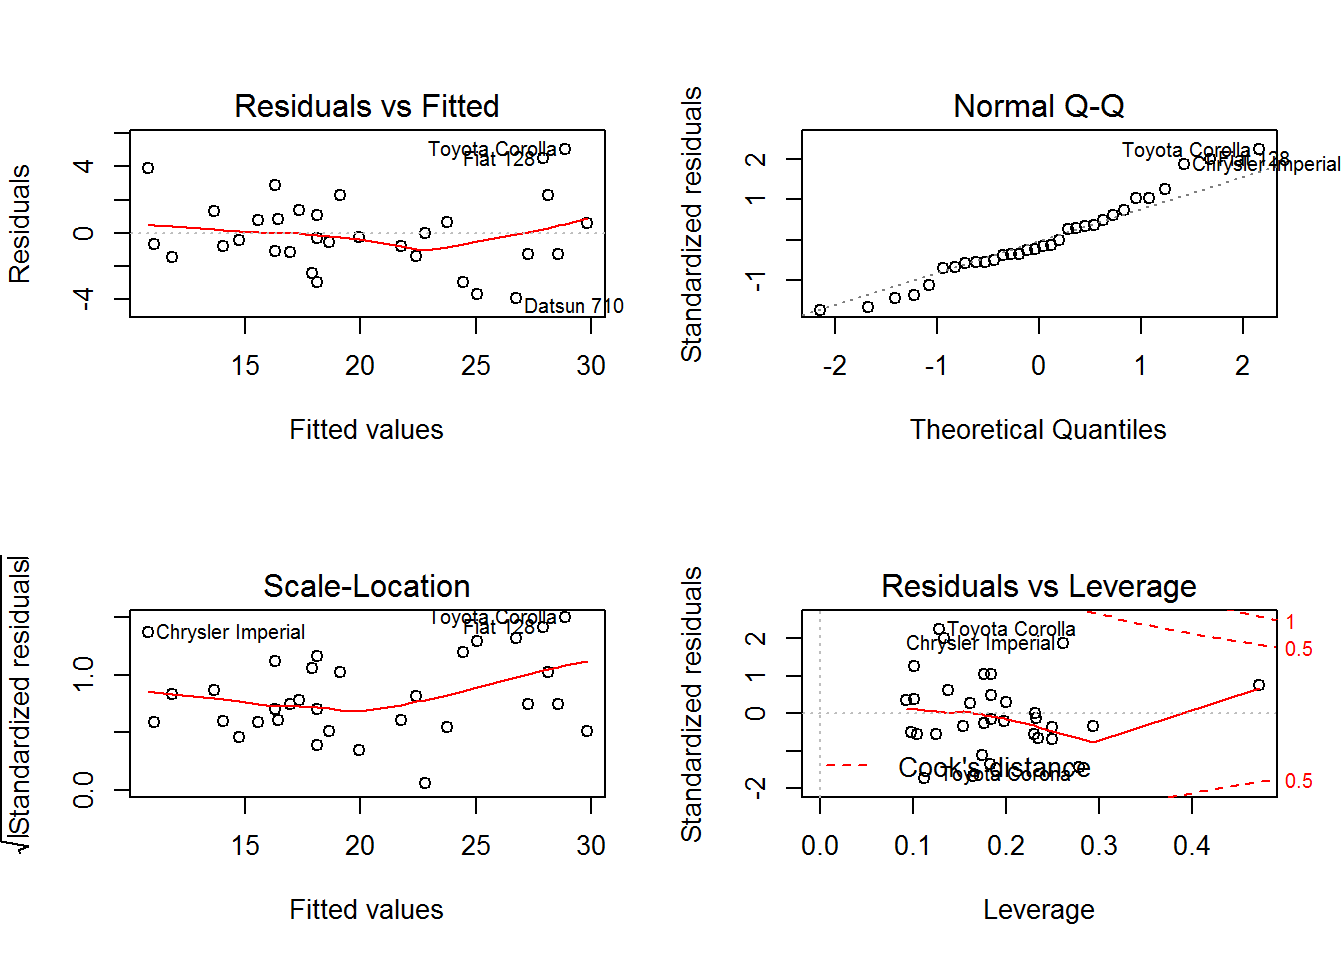 Residuals vs Fitted
Residuals
4
0
-4
Toyota Corolla
Fiat 128
Datsun 710
15 20 25 30
Fitted values
Normal Q-Q
Standardized residuals
2
1
-1
Toyota Corolla
Fiat 128
Chrysler Imperial
-2 -1 0 1 2
Theoretical Quantiles
Scale-Location
√|Standardized residuals|
1.0
0.0
Toyota Corolla
Fiat 128
Chrysler Imperial
15 20 25 30
Fitted values
Residuals vs Leverage
Standardized residuals
2
1
0
-2
Toyota Corolla
Chrysler Imperial
Cook's distance
Toyota Corona
1
0.5
0.5
0.0 0.1 0.2 0.3 0.4
Leverage